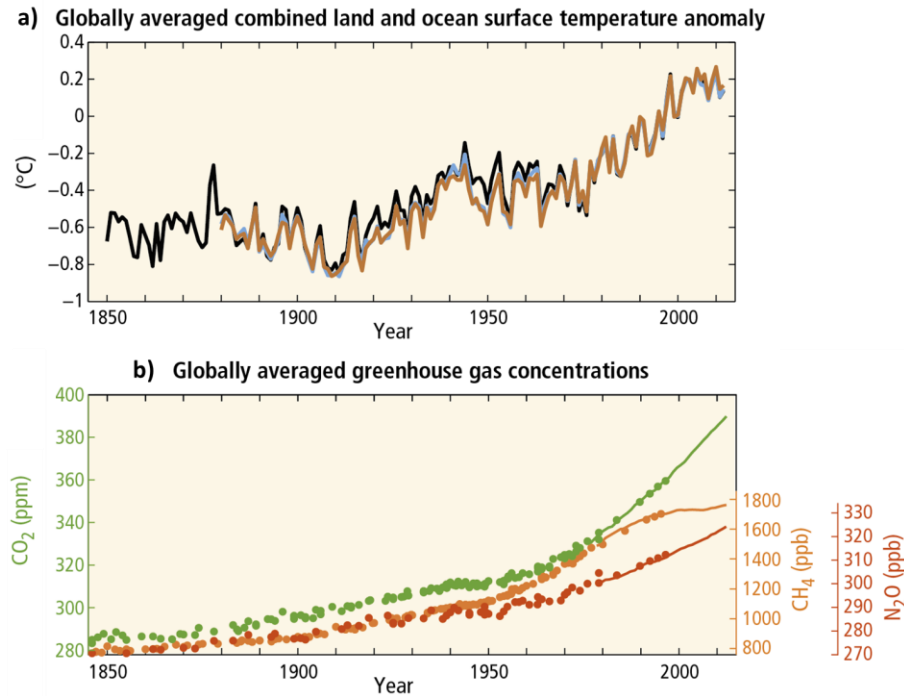 a) Globally averaged combined land and ocean surface temperature anomaly
0.4
0.2
0
−0.2
−0.4
−0.6
−0.8
−1
(°C)
1850 1900 1950 2000
Year
b) Globally averaged greenhouse gas concentrations
400
380
360
340
320
300
280
CO₂ (ppm)
1800
1600
1400
1200
1000
800
CH₄ (ppb)
330
320
310
300
290
280
270
N₂O (ppb)
1850 1900 1950 2000
Year